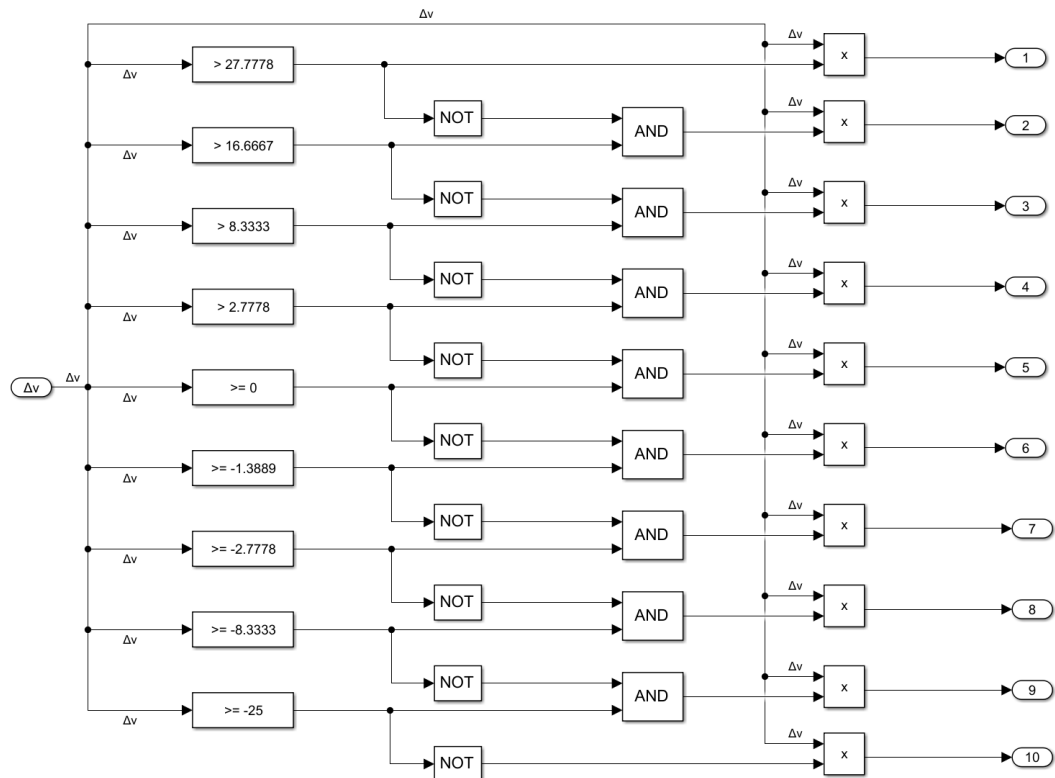 Δv
Δv x 1
Δv > 27.7778
NOT AND Δv x 2
Δv > 16.6667
NOT AND Δv x 3
Δv > 8.3333
NOT AND Δv x 4
Δv > 2.7778
NOT AND Δv x 5
Δv Δv Δv >= 0
NOT AND Δv x 6
Δv >= -1.3889
NOT AND Δv x 7
Δv >= -2.7778
NOT AND Δv x 8
Δv >= -8.3333
NOT AND Δv x 9
Δv >= -25
NOT Δv x 10